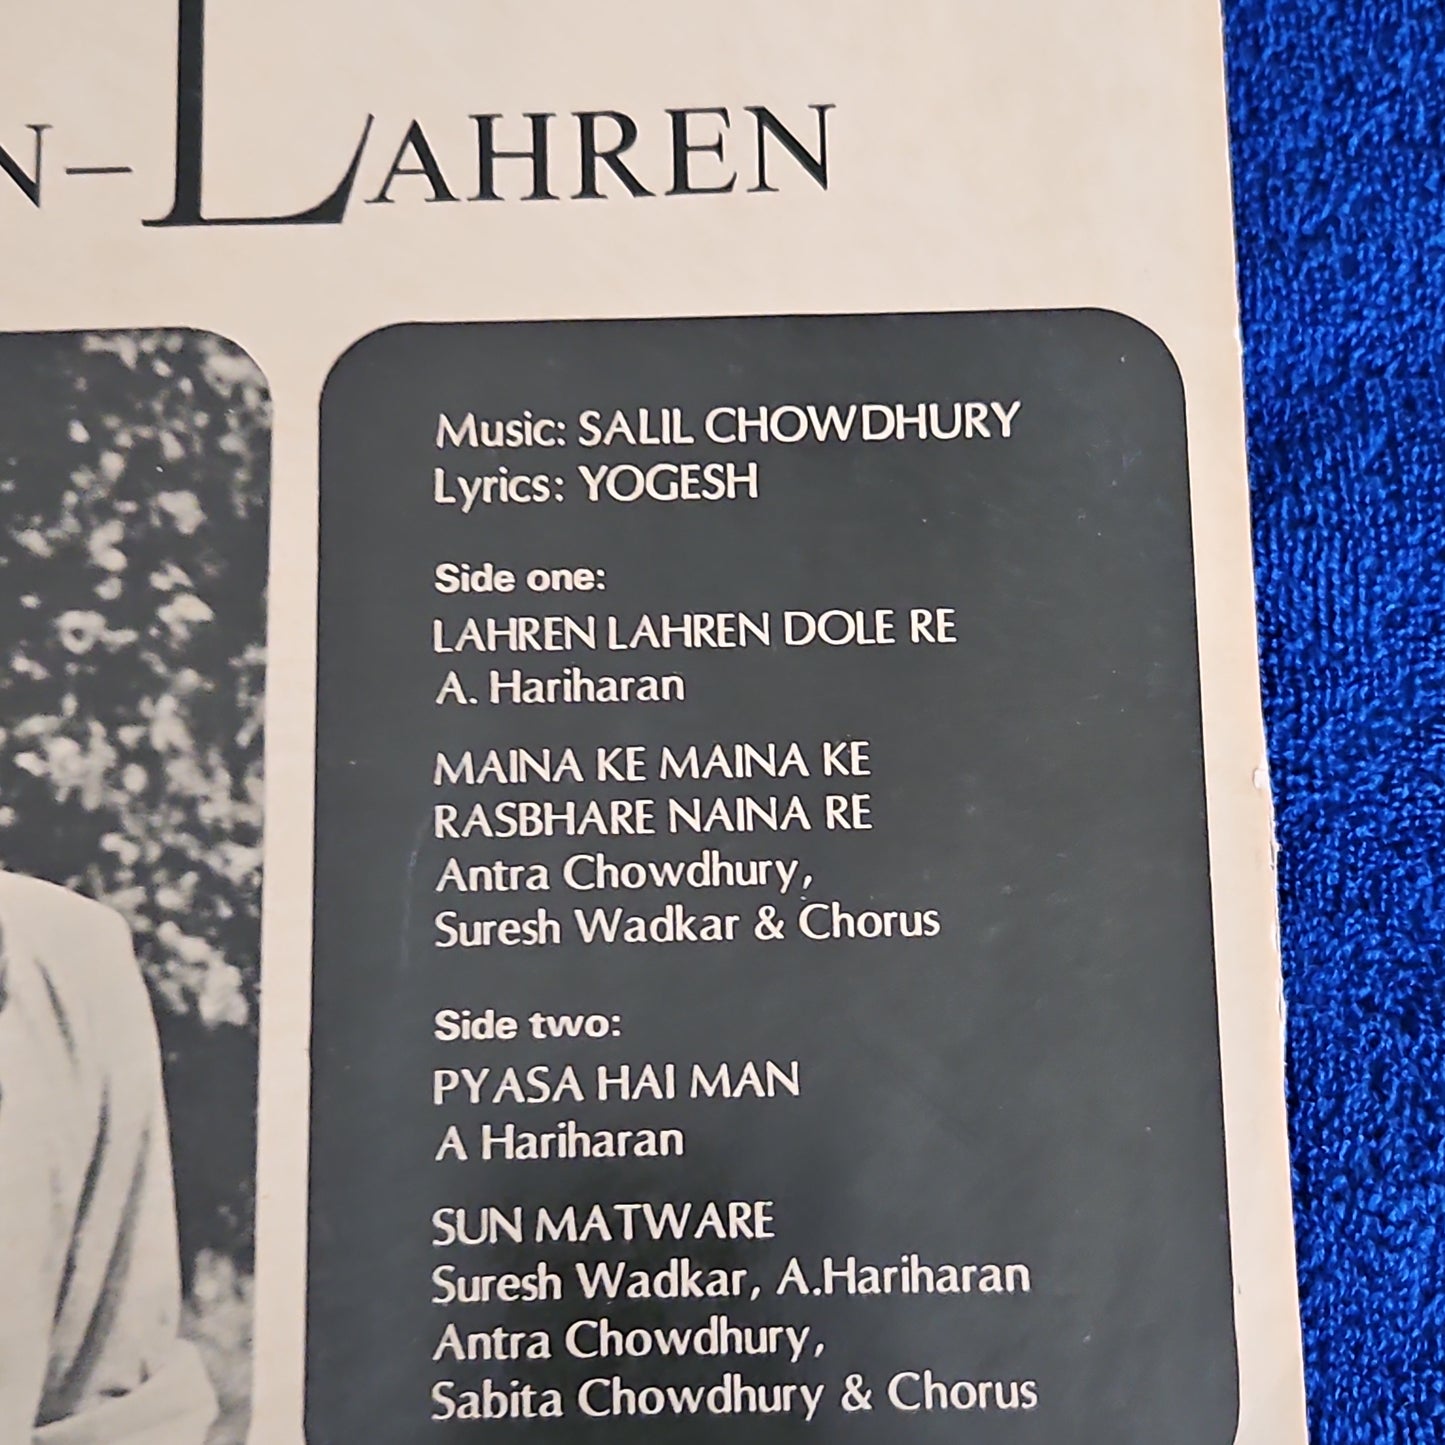 N-LAHREN
Music: SALIL CHOWDHURY
Lyrics: YOGESH
Side one:
LAHREN LAHREN DOLE RE
A. Hariharan
MAINA KE MAINA KE
RASBHARE NAINA RE
Antra Chowdhury,
Suresh Wadkar & Chorus
Side two:
PYASA HAI MAN
A Hariharan
SUN MATWARE
Suresh Wadkar, A.Hariharan
Antra Chowdhury,
Sabita Chowdhury & Chorus